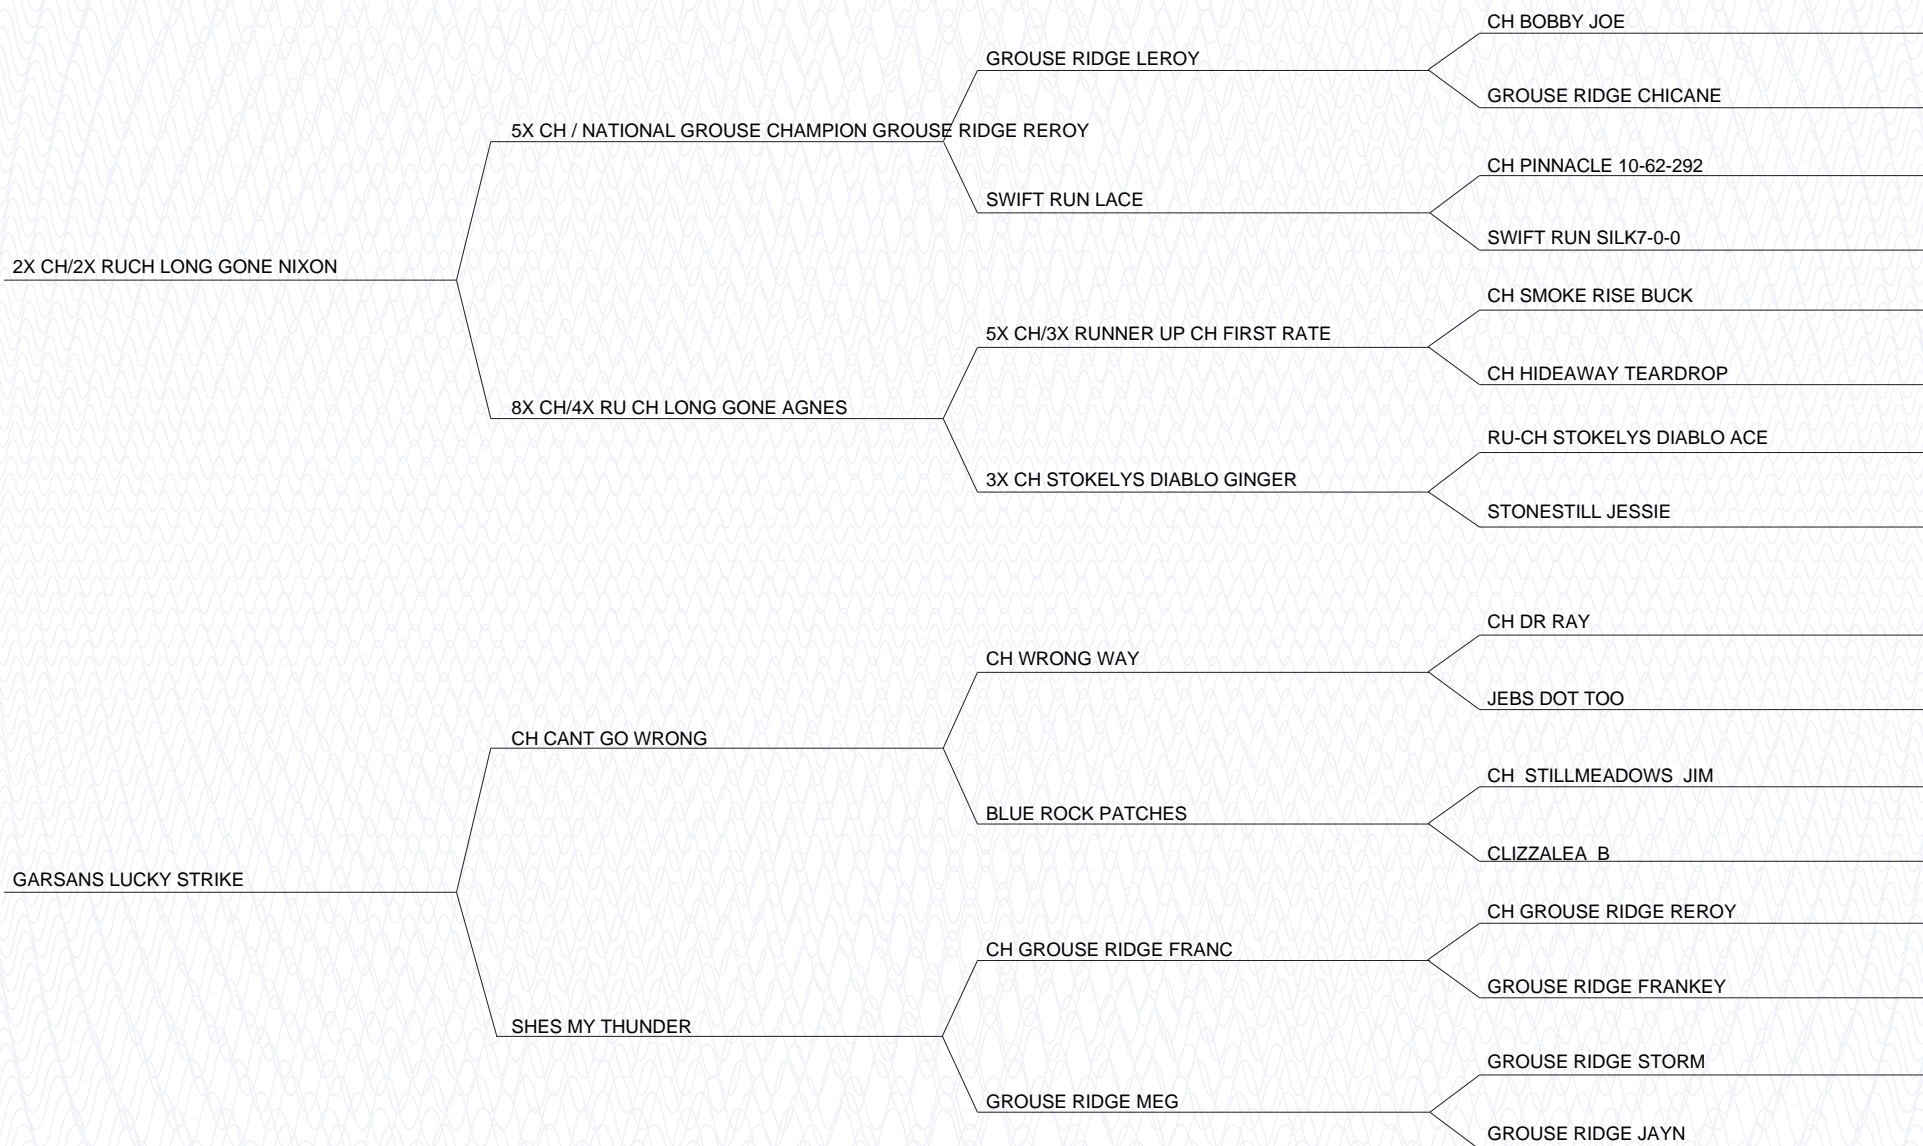 CH BOBBY JOE
GROUSE RIDGE LEROY
GROUSE RIDGE CHICANE
5X CH / NATIONAL GROUSE CHAMPION GROUSE RIDGE REROY
CH PINNACLE 10-62-292
SWIFT RUN LACE
SWIFT RUN SILK7-0-0
2X CH/2X RUCH LONG GONE NIXON
CH SMOKE RISE BUCK
5X CH/3X RUNNER UP CH FIRST RATE
CH HIDEAWAY TEARDROP
8X CH/4X RU CH LONG GONE AGNES
RU-CH STOKELYS DIABLO ACE
3X CH STOKELYS DIABLO GINGER
STONESTILL JESSIE
CH DR RAY
CH WRONG WAY
JEBS DOT TOO
CH CANT GO WRONG
CH  STILLMEADOWS  JIM
BLUE ROCK PATCHES
CLIZZALEA  B
GARSANS LUCKY STRIKE
CH GROUSE RIDGE REROY
CH GROUSE RIDGE FRANC
GROUSE RIDGE FRANKEY
SHES MY THUNDER
GROUSE RIDGE STORM
GROUSE RIDGE MEG
GROUSE RIDGE JAYN